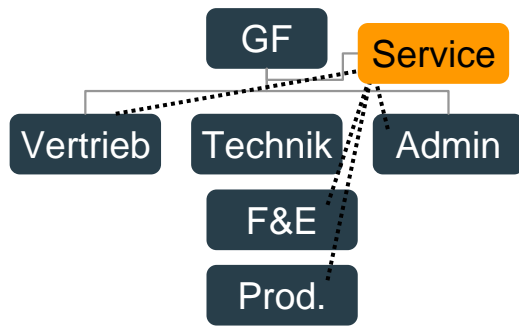 GF
Service
Vertrieb
Technik
Admin
F&E
Prod.